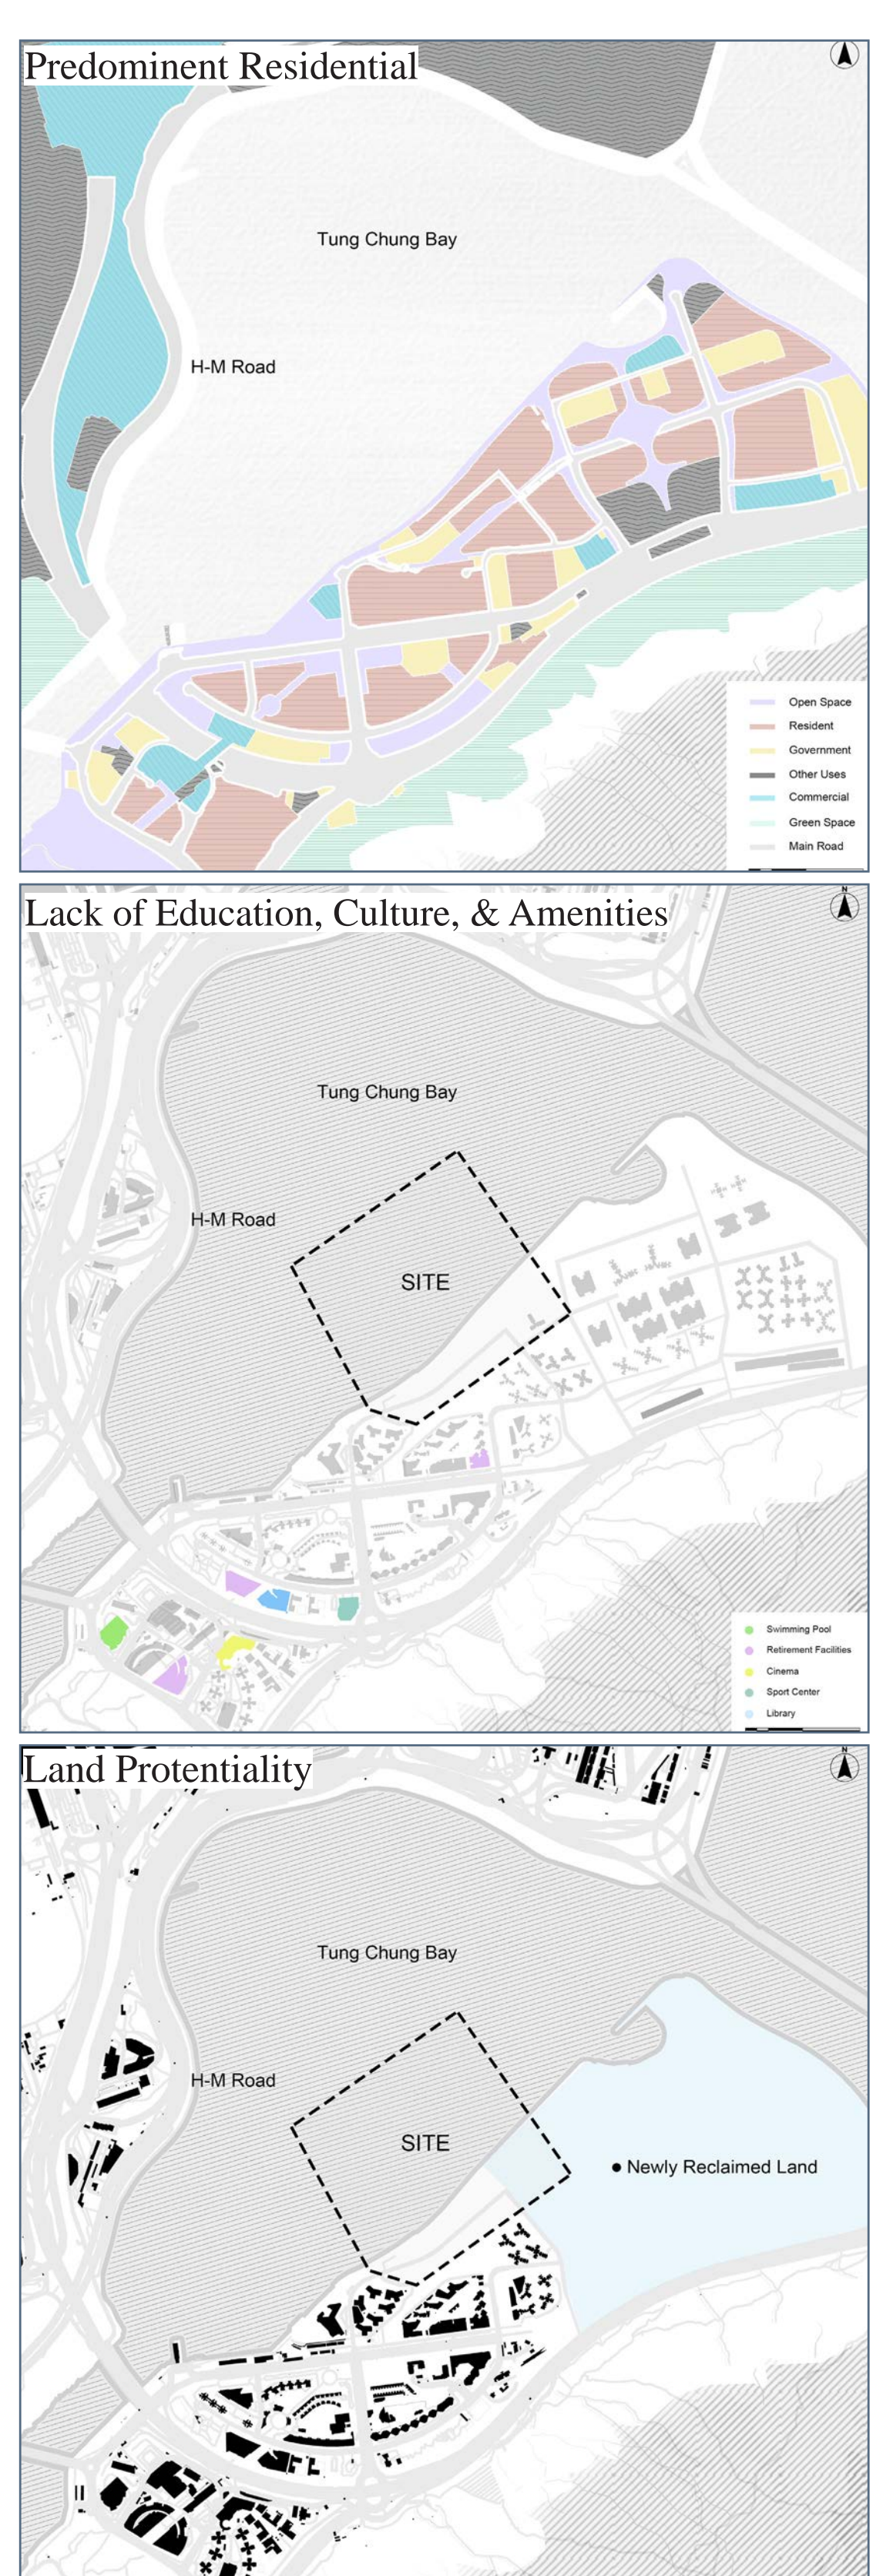 Predominent Residential
Tung Chung Bay
H-M Road
Open Space
Resident
Government
Other Uses
Commercial
Green Space
Main Road
Lack of Education, Culture, & Amenities
N
Tung Chung Bay
H-M Road
SITE
Swimming Pool
Retirement Facilities
Cinema
Sport Center
Library
Land Protentiality
N
Tung Chung Bay
H-M Road
SITE
Newly Reclaimed Land